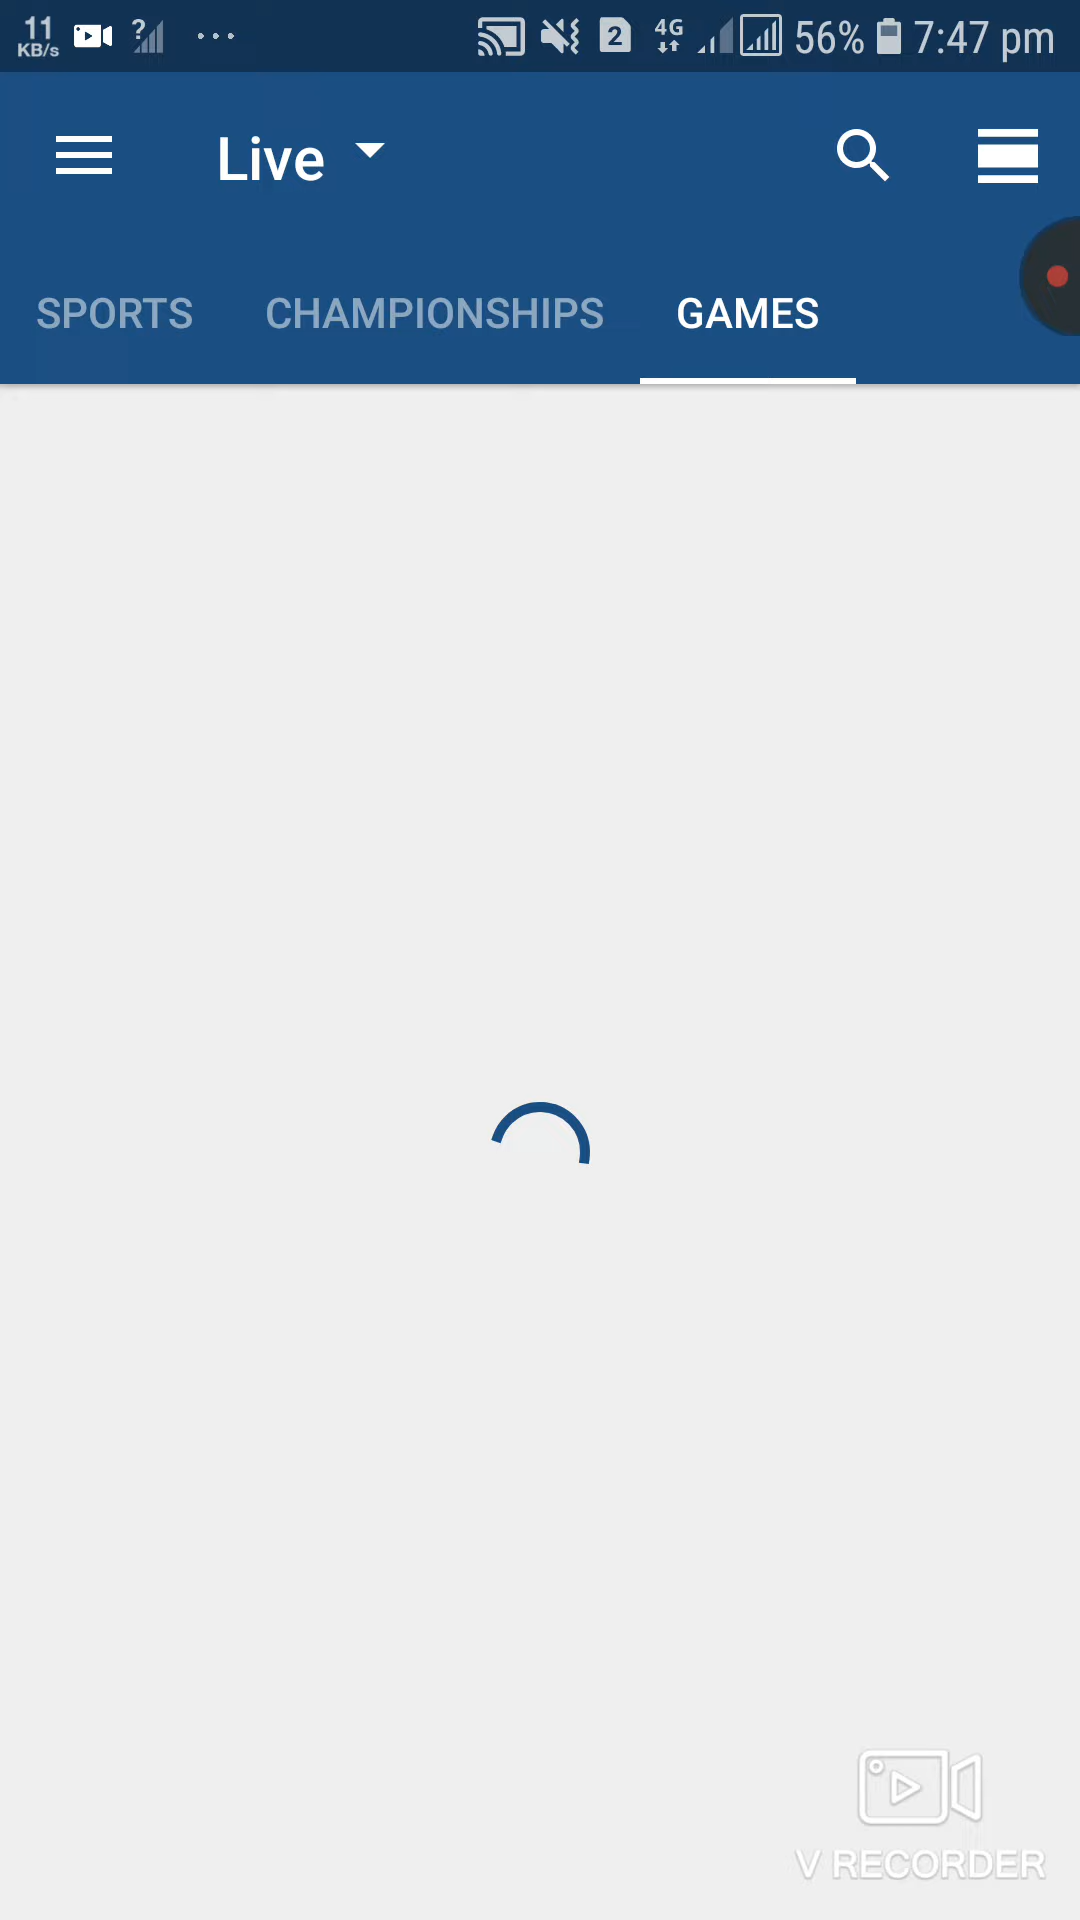 11
KB/s
?
2
4G
56%
7:47 pm
Live
SPORTS
CHAMPIONSHIPS
GAMES
V RECORDER